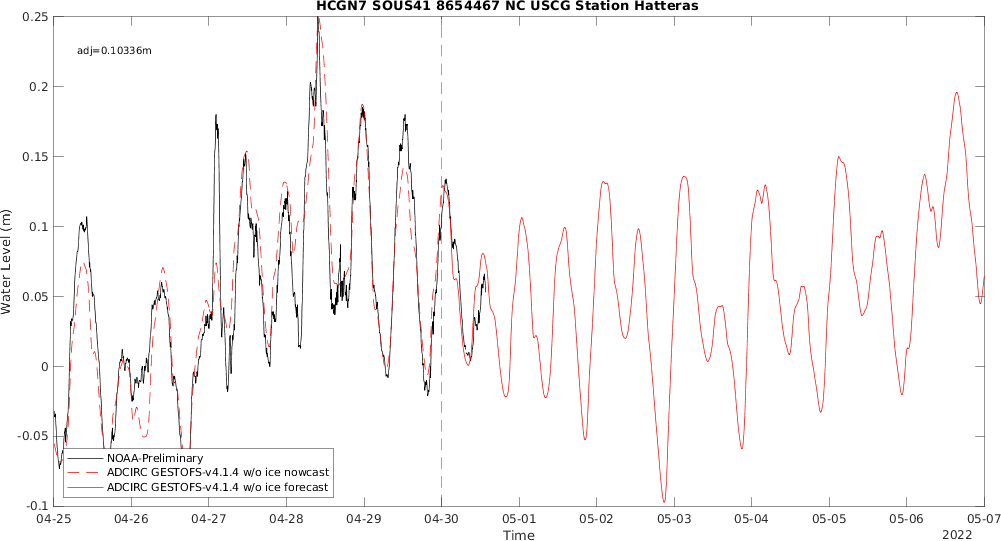 HCGN7 SOUS41 8654467 NC USCG Station Hatteras
adj=0.10336m
0.25
0.2
0.15
0.1
0.05
0
-0.05
-0.1
Water Level (m)
NOAA-Preliminary
ADCIRC GESTOFS-v4.1.4 w/o ice nowcast
ADCIRC GESTOFS-v4.1.4 w/o ice forecast
04-25 04-26 04-27 04-28 04-29 04-30 05-01 05-02 05-03 05-04 05-05 05-06 05-07
Time
2022